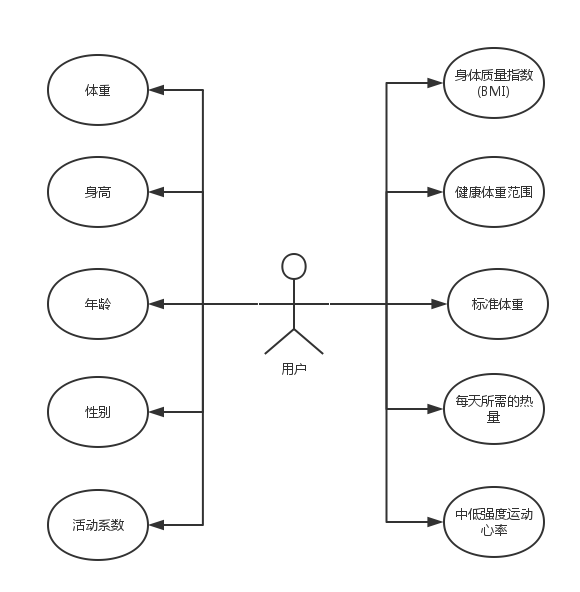 体重
身高
年龄
性别
活动系数
用户
身体质量指数
(BMI)
健康体重范围
标准体重
每天所需的热
量
中低强度运动
心率